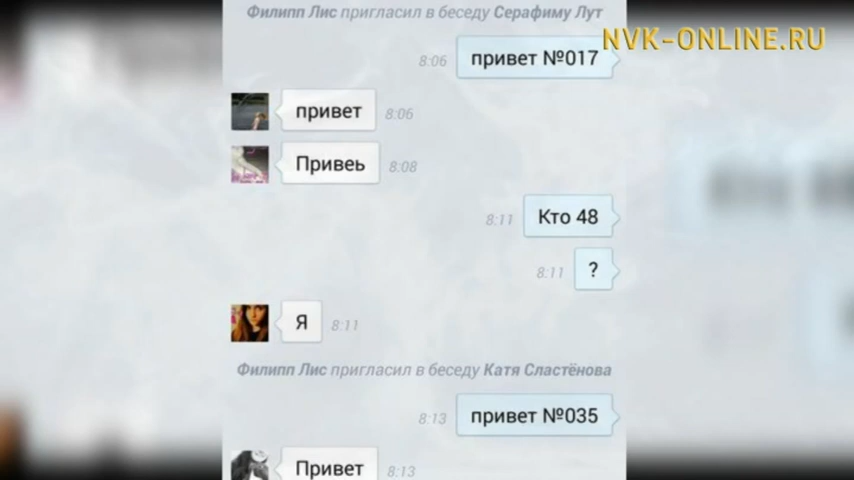 Филипп Лис пригласил в беседу Серафиму Лут
NVK-ONLINE.RU
8:06 привет №017
привет 8:06
Привеь 8:08
8:11 Кто 48
8:11 ?
Я 8:11
Филипп Лис пригласил в беседу Катя Сластёнова
8:13 привет №035
Привет 8:13